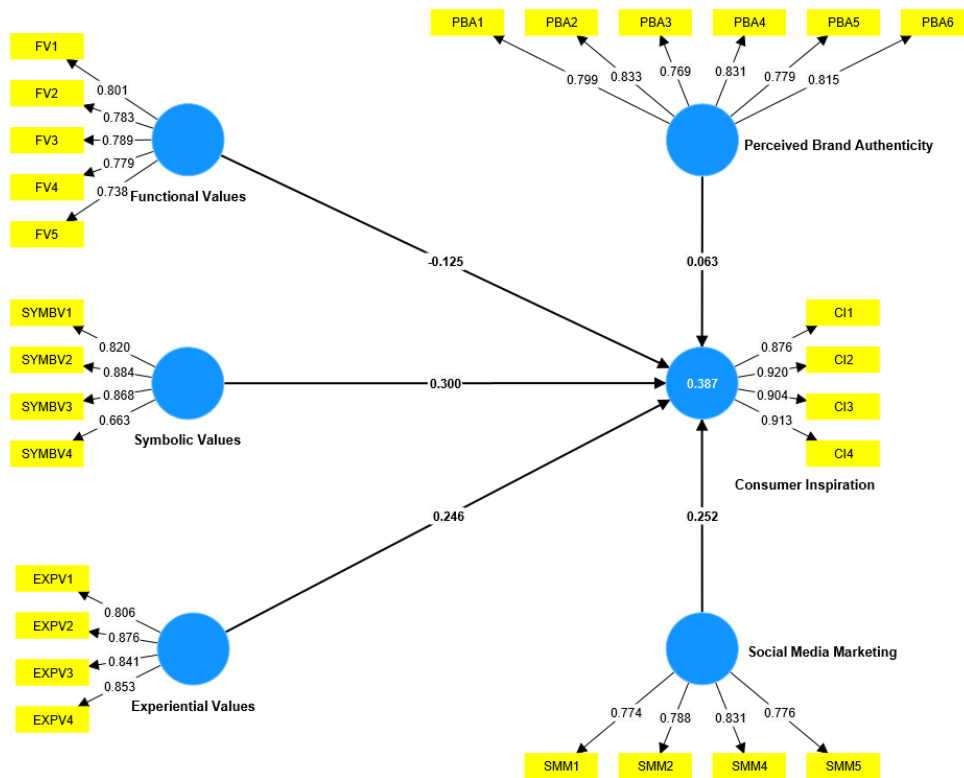 PBA1 PBA2 PBA3 PBA4 PBA5 PBA6
0.799 0.833 0.769 0.831 0.779 0.815
Perceived Brand Authenticity
FV1
FV2
FV3
FV4
FV5
0.801
0.783
0.789
0.779
0.738
Functional Values
-0.125
0.063
SYMBV1
SYMBV2
SYMBV3
SYMBV4
0.820
0.884
0.868
0.663
Symbolic Values
0.300
0.387
0.876
0.920
0.904
0.913
CI1
CI2
CI3
CI4
Consumer Inspiration
0.246
0.252
EXPV1
EXPV2
EXPV3
EXPV4
0.806
0.876
0.841
0.853
Experiential Values
Social Media Marketing
0.774 0.788 0.831 0.776
SMM1 SMM2 SMM4 SMM5